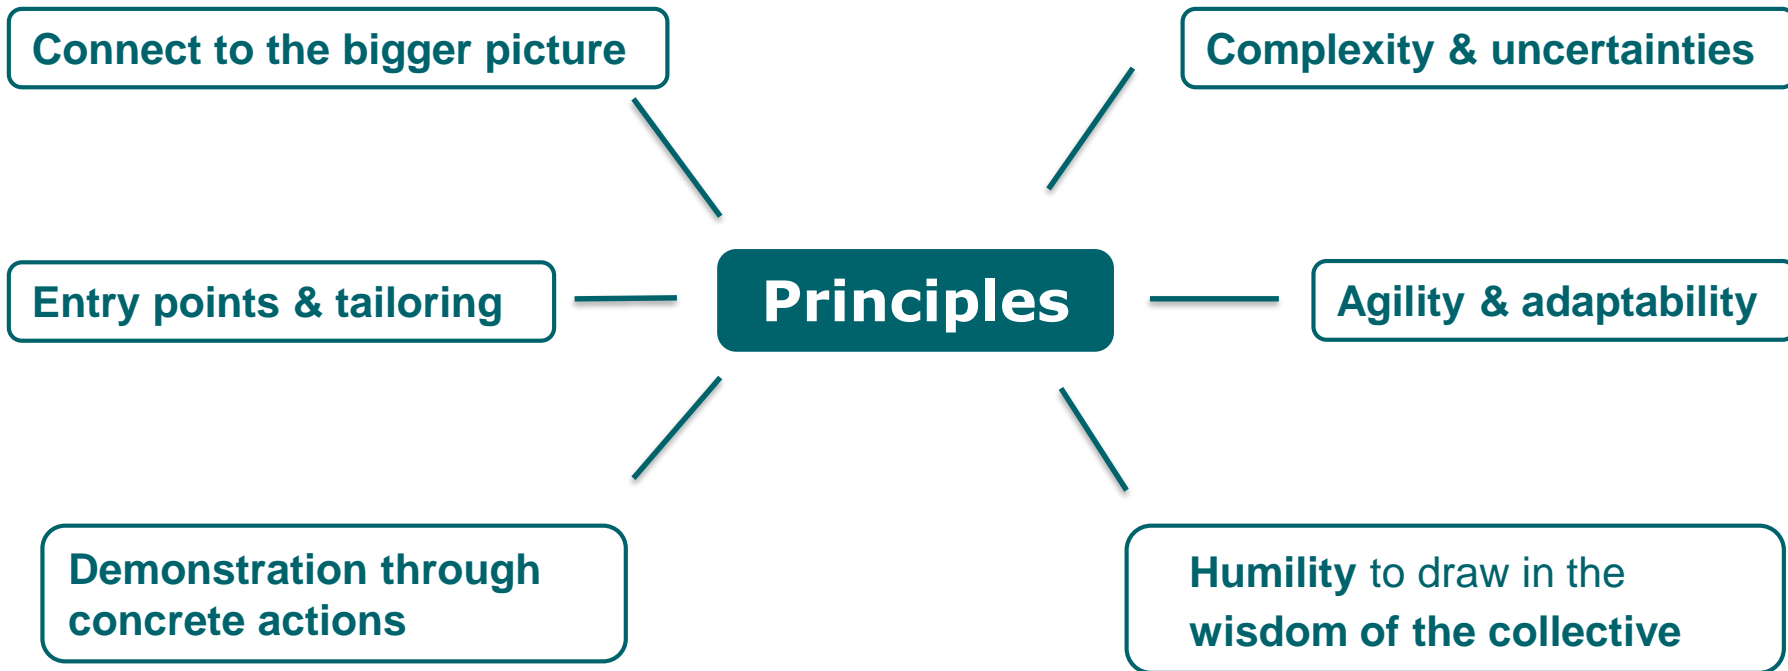 Connect to the bigger picture
Complexity & uncertainties
Entry points & tailoring
Principles
Agility & adaptability
Demonstration through
concrete actions
Humility to draw in the
wisdom of the collective